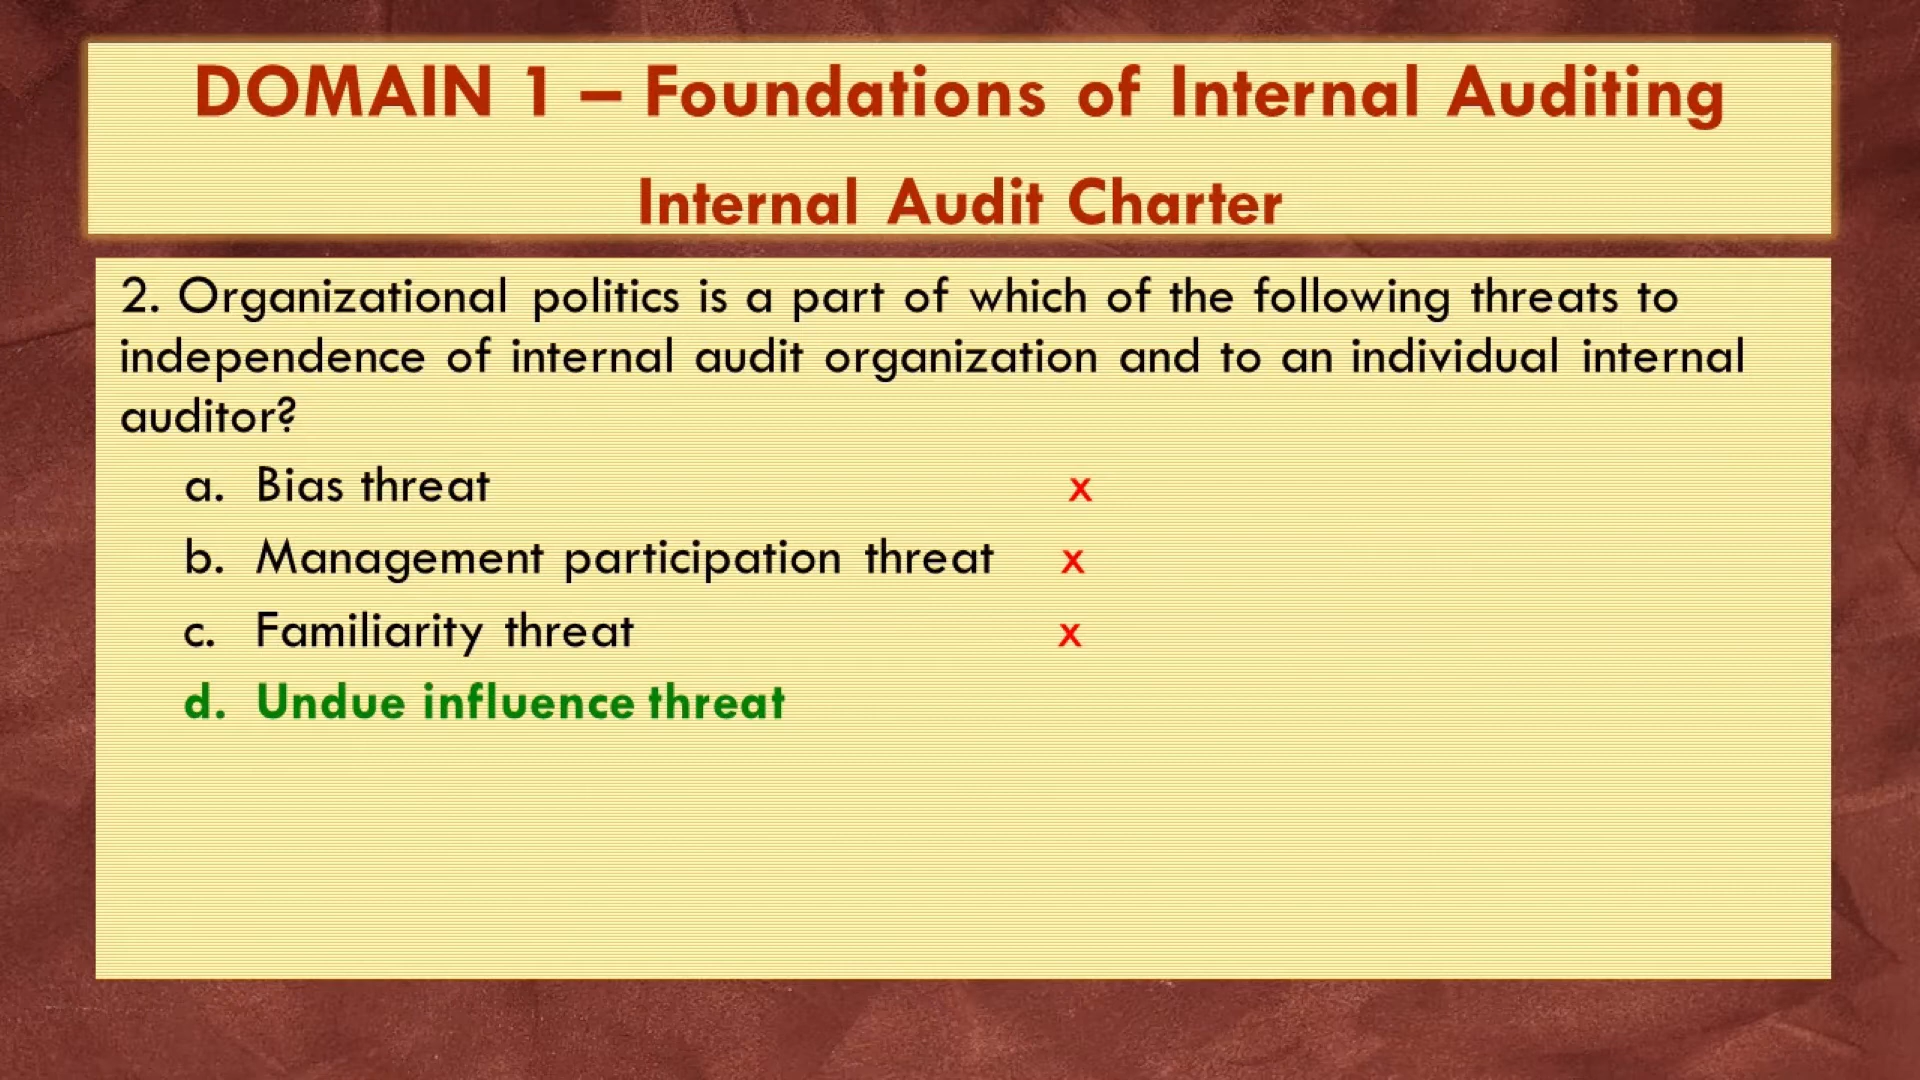 DOMAIN 1 – Foundations of Internal Auditing
Internal Audit Charter
2. Organizational politics is a part of which of the following threats to
independence of internal audit organization and to an individual internal
auditor?
a. Bias threat x
b. Management participation threat x
c. Familiarity threat x
d. Undue influence threat